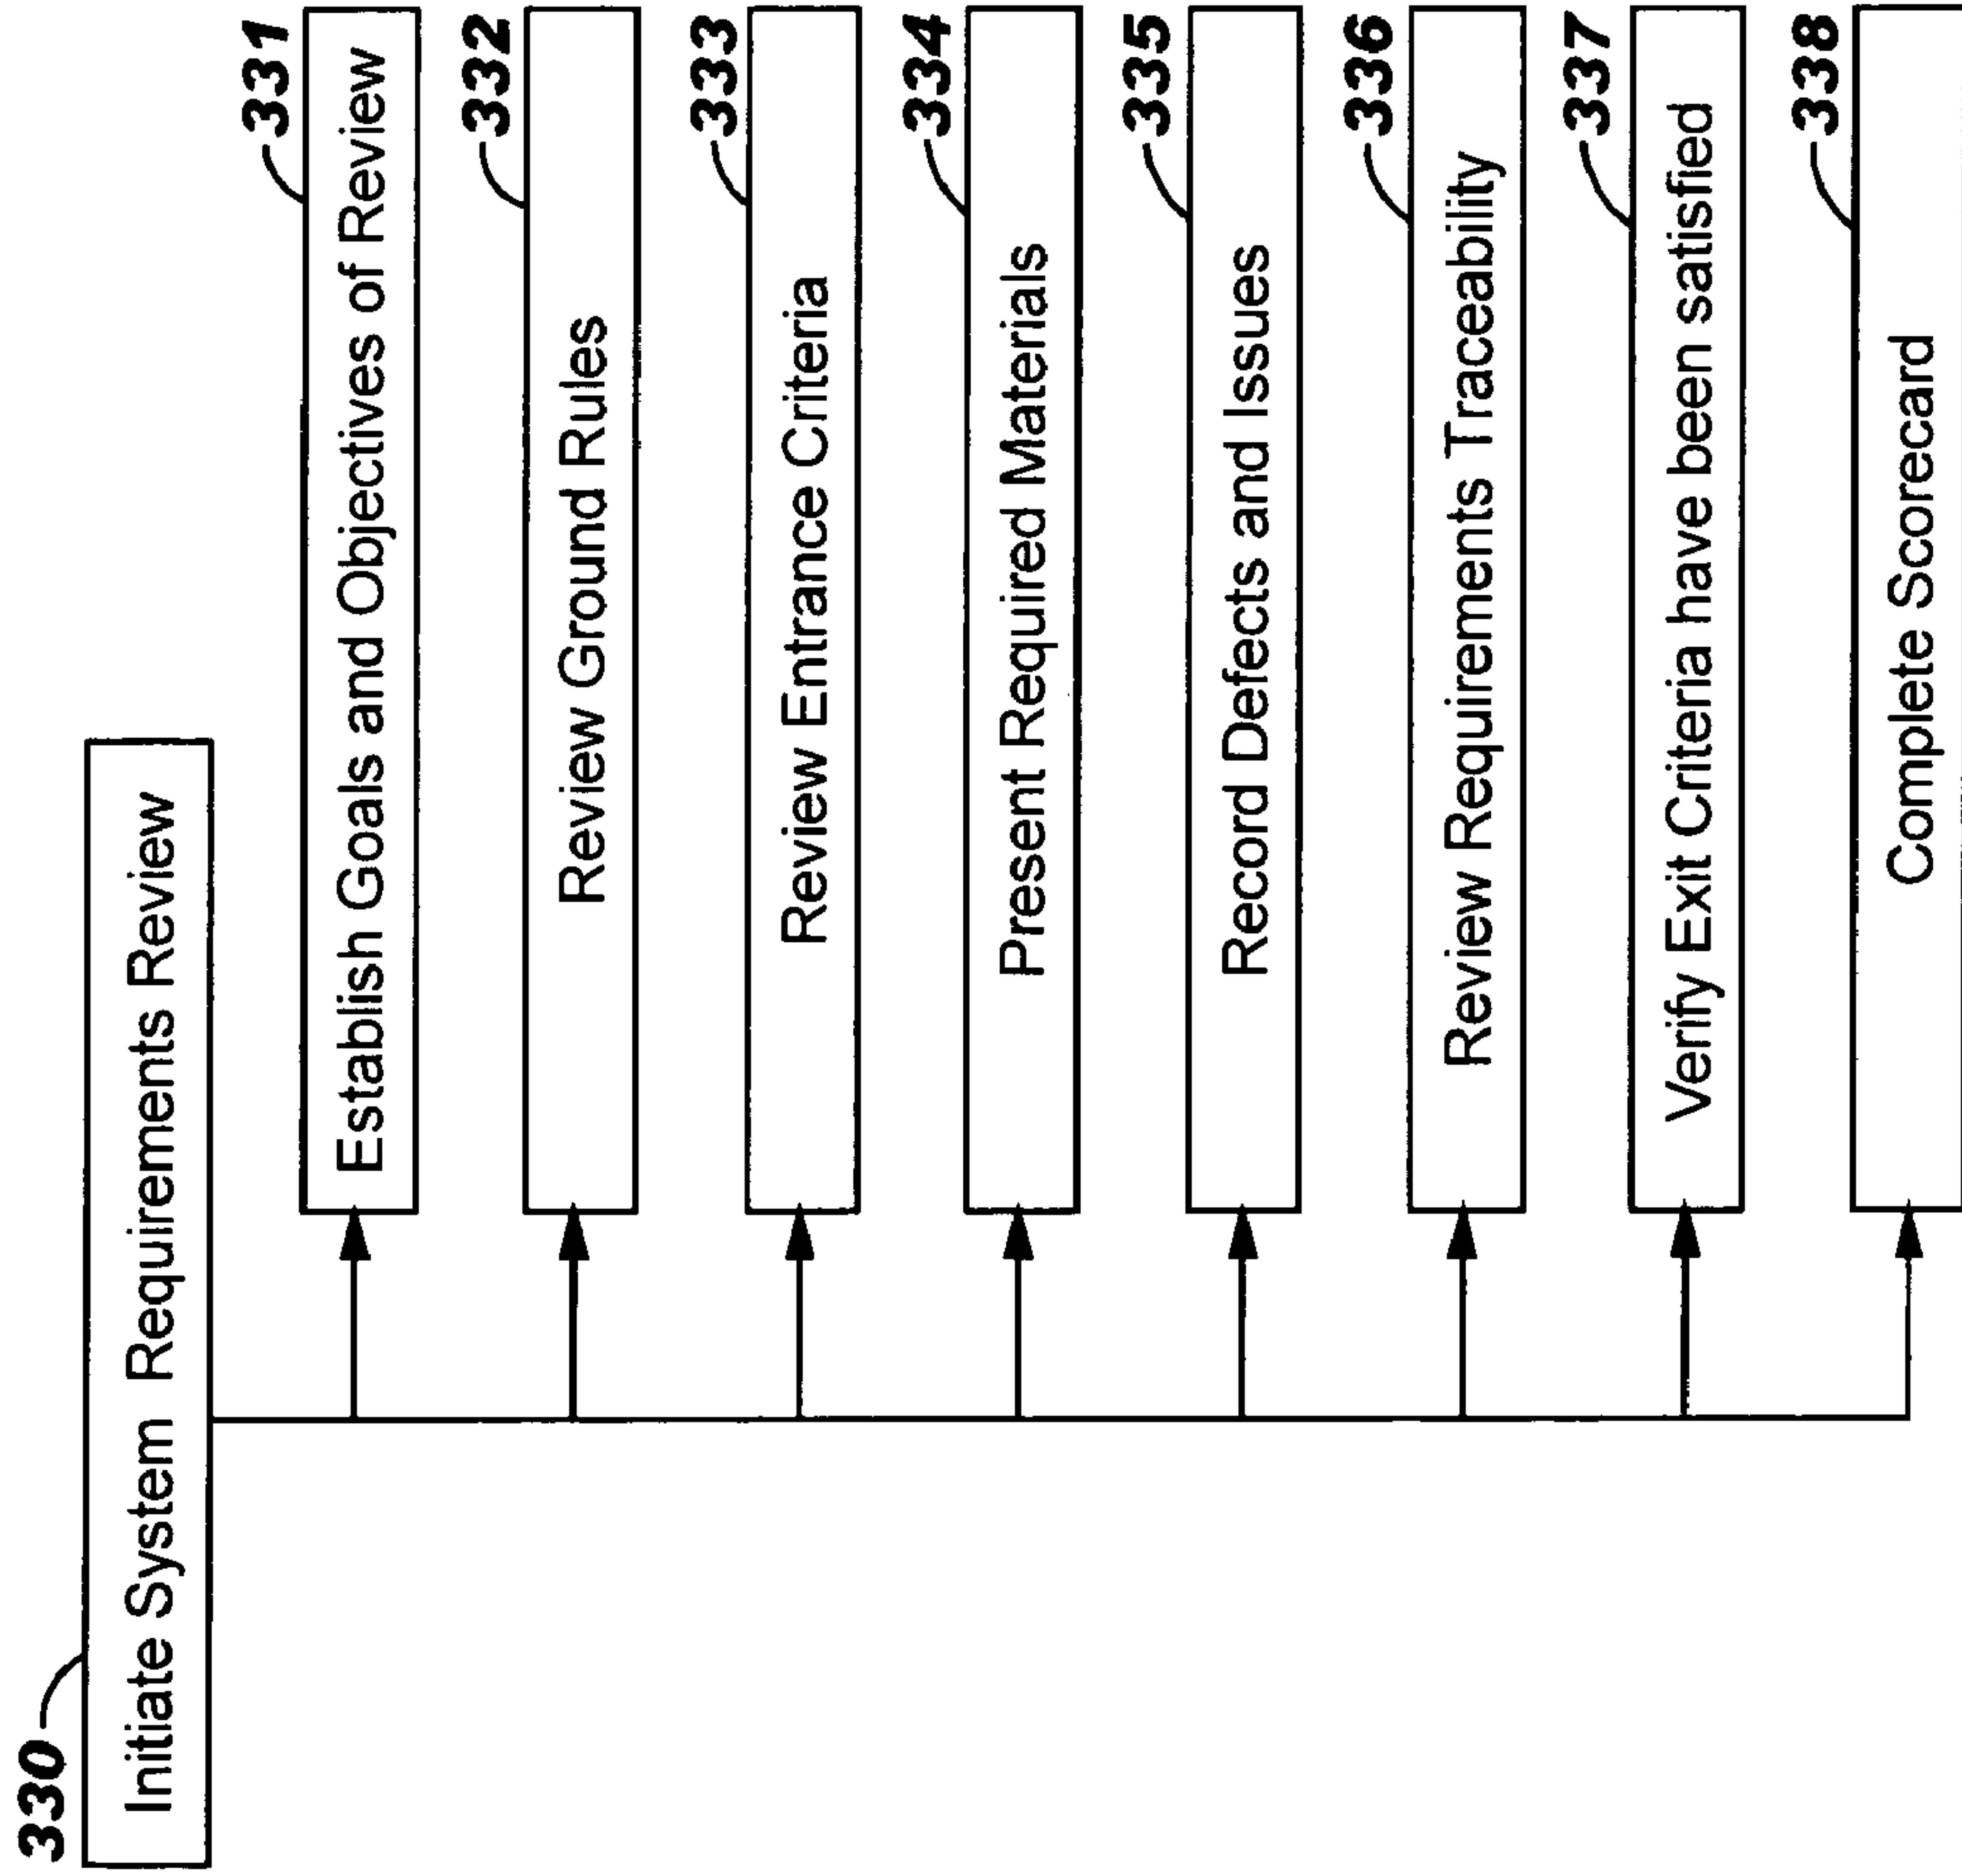 330
Initiate System Requirements Review
331
Establish Goals and Objectives of Review
332
Review Ground Rules
333
Review Entrance Criteria
334
Present Required Materials
335
Record Defects and Issues
336
Review Requirements Traceability
337
Verify Exit Criteria have been satisfied
338
Complete Scorecard